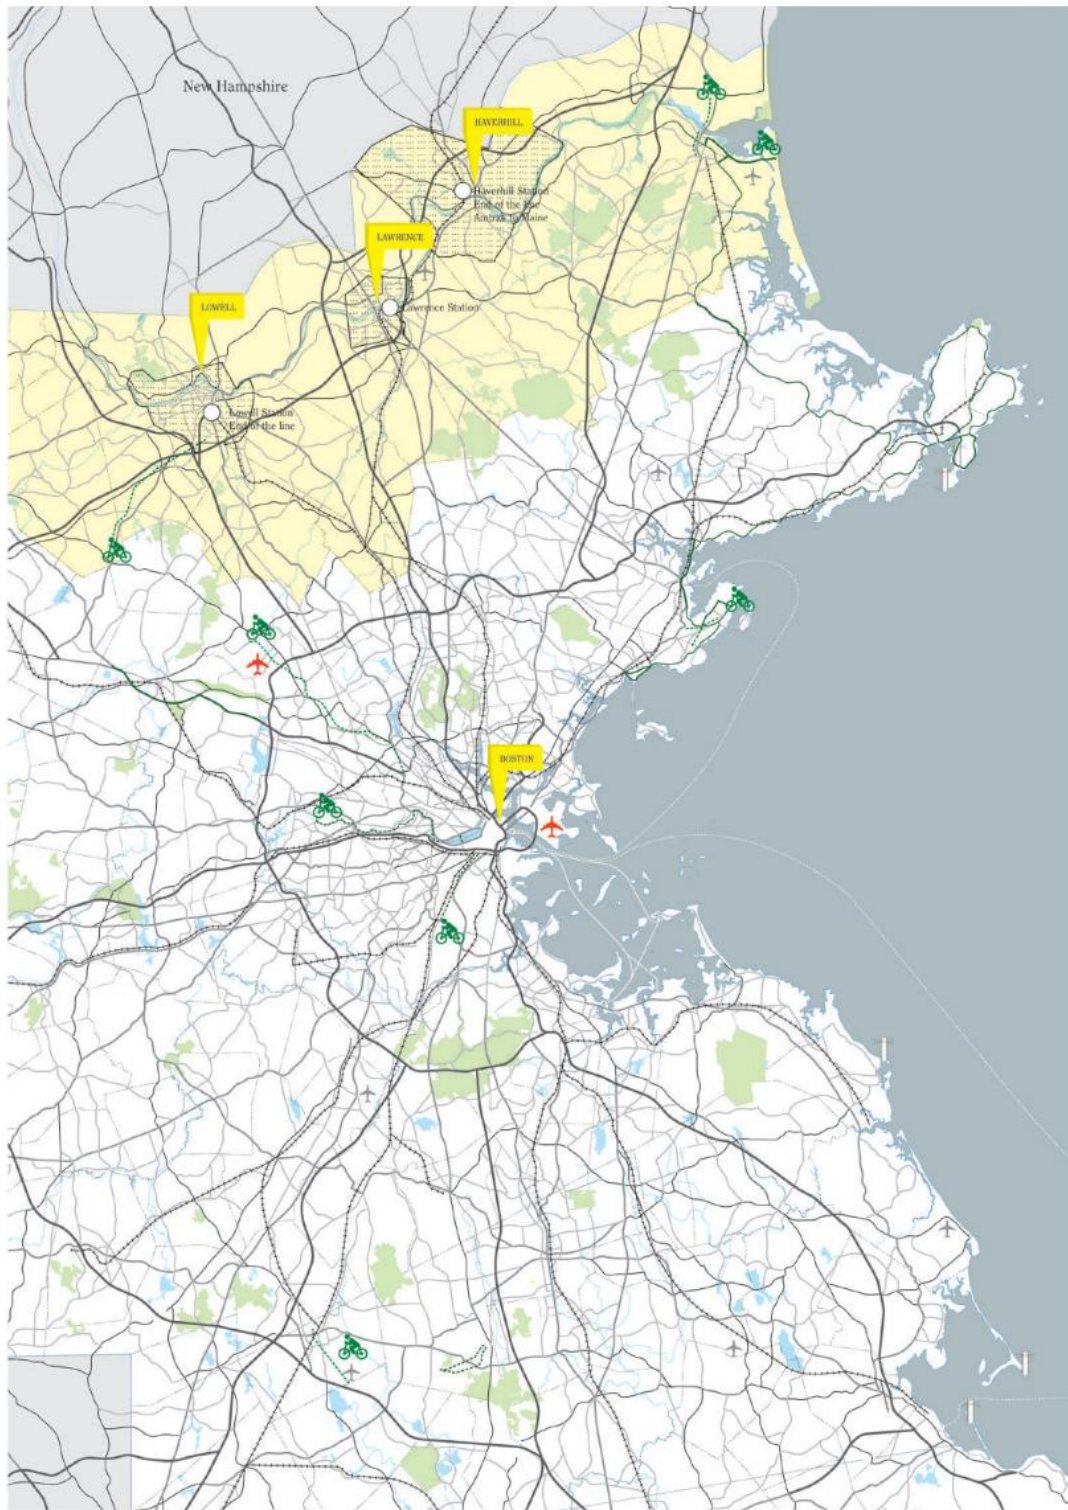 New Hampshire
HAVERHILL
Haverhill Station
End of the line
Amtrak to Maine
LAWRENCE
Lawrence Station
LOWELL
Lowell Station
End of the line
BOSTON